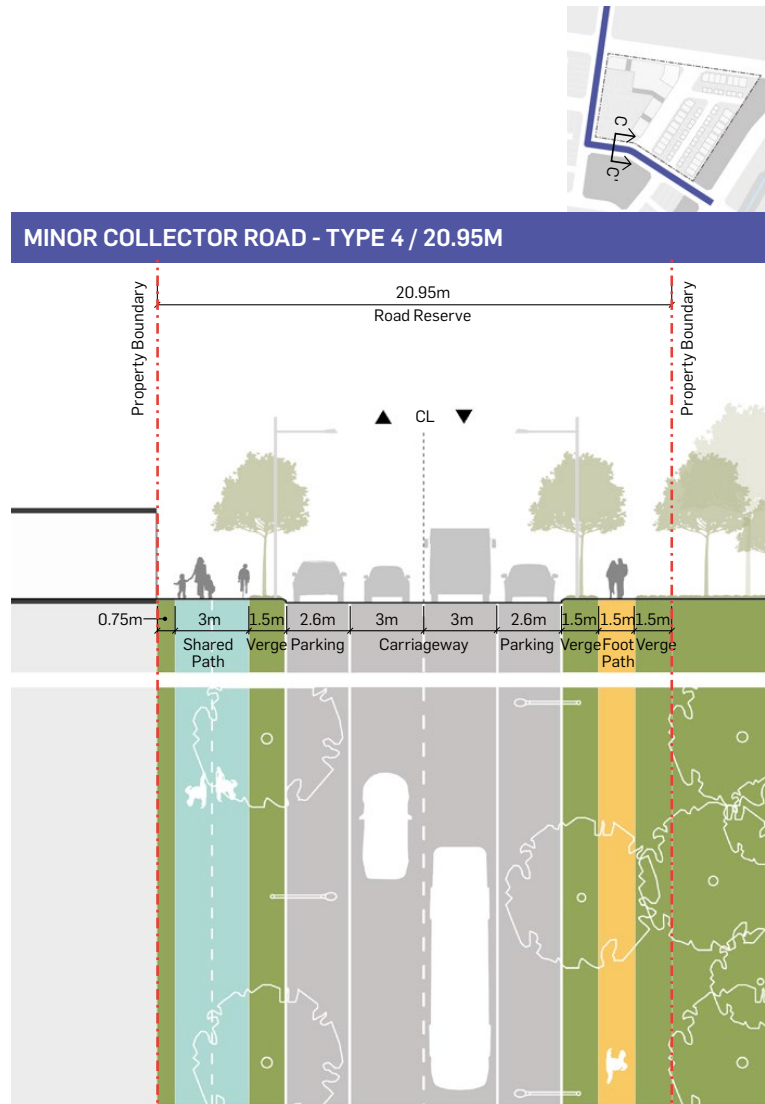 C
C'
MINOR COLLECTOR ROAD - TYPE 4 / 20.95M
Property Boundary
20.95m
Road Reserve
Property Boundary
CL
0.75m
3m
1.5m
2.6m
3m
3m
2.6m
1.5m
1.5m
1.5m
Shared
Path
Verge
Parking
Carriageway
Parking
Verge
Foot
Path
Verge